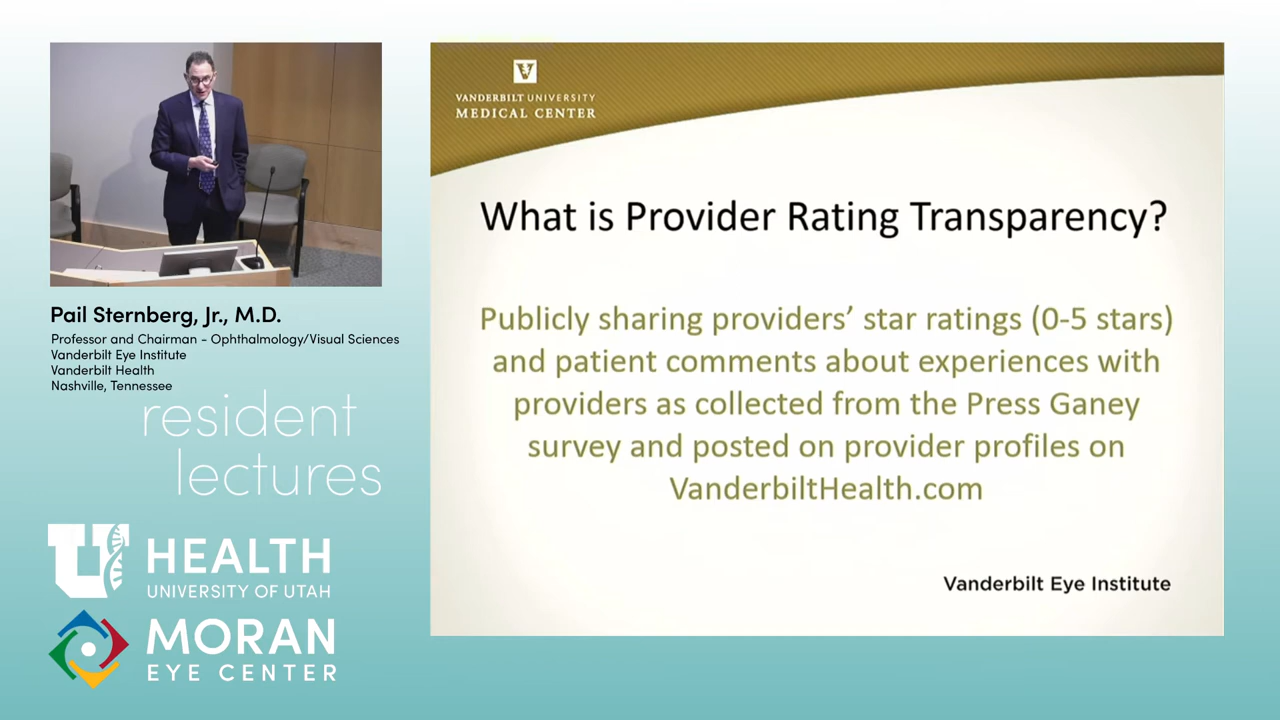 Pail Sternberg, Jr., M.D.
Professor and Chairman - Ophthalmology/Visual Sciences
Vanderbilt Eye Institute
Vanderbilt Health
Nashville, Tennessee
resident
lectures
U HEALTH
UNIVERSITY OF UTAH
MORAN
EYE CENTER
V
VANDERBILT UNIVERSITY
MEDICAL CENTER
What is Provider Rating Transparency?
Publicly sharing providers’ star ratings (0-5 stars)
and patient comments about experiences with
providers as collected from the Press Ganey
survey and posted on provider profiles on
VanderbiltHealth.com
Vanderbilt Eye Institute